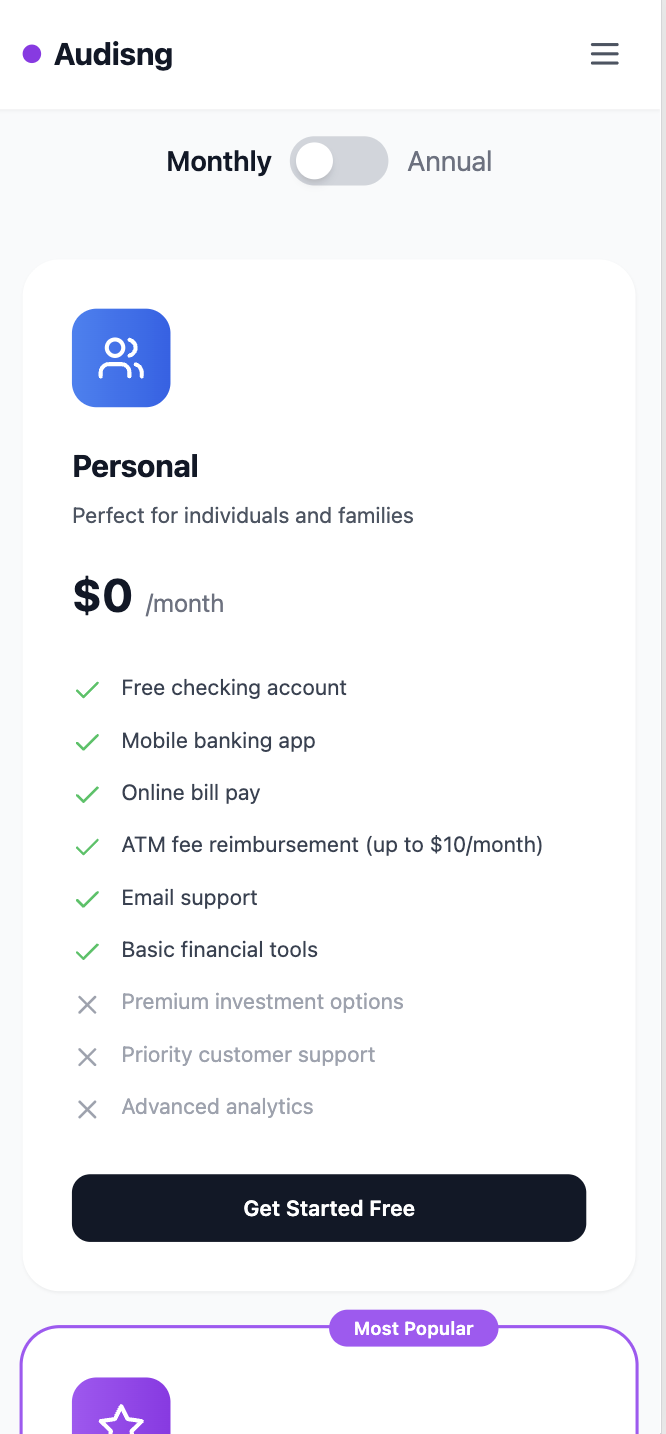 Audisng
Monthly Annual
Personal
Perfect for individuals and families
$0 /month
Free checking account
Mobile banking app
Online bill pay
ATM fee reimbursement (up to $10/month)
Email support
Basic financial tools
Premium investment options
Priority customer support
Advanced analytics
Get Started Free
Most Popular